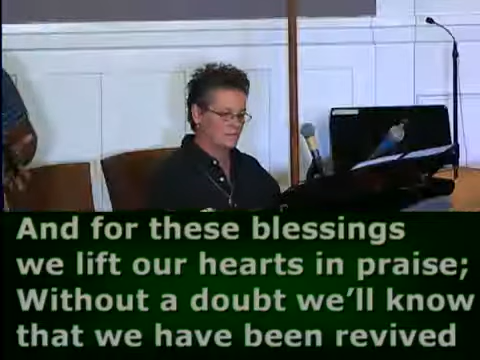 And for these blessings
we lift our hearts in praise;
Without a doubt we'll know
that we have been revived